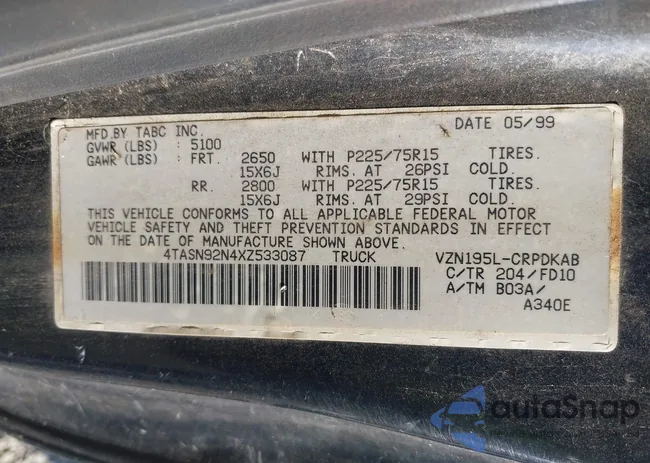 MFD.BY TABC INC. DATE 05/99
GVWR (LBS) : 5100
GAWR (LBS) : FRT. 2650 WITH P225/75R15 TIRES.
15X6J RIMS. AT 26PSI COLD.
RR. 2800 WITH P225/75R15 TIRES.
15X6J RIMS. AT 29PSI COLD.
THIS VEHICLE CONFORMS TO ALL APPLICABLE FEDERAL MOTOR
VEHICLE SAFETY AND THEFT PREVENTION STANDARDS IN EFFECT
ON THE DATE OF MANUFACTURE SHOWN ABOVE.
4TASN92N4XZ533087 TRUCK VZN195L-CRPDKAB
C/TR 204/FD10
A/TM B03A/
A340E
autoSnap